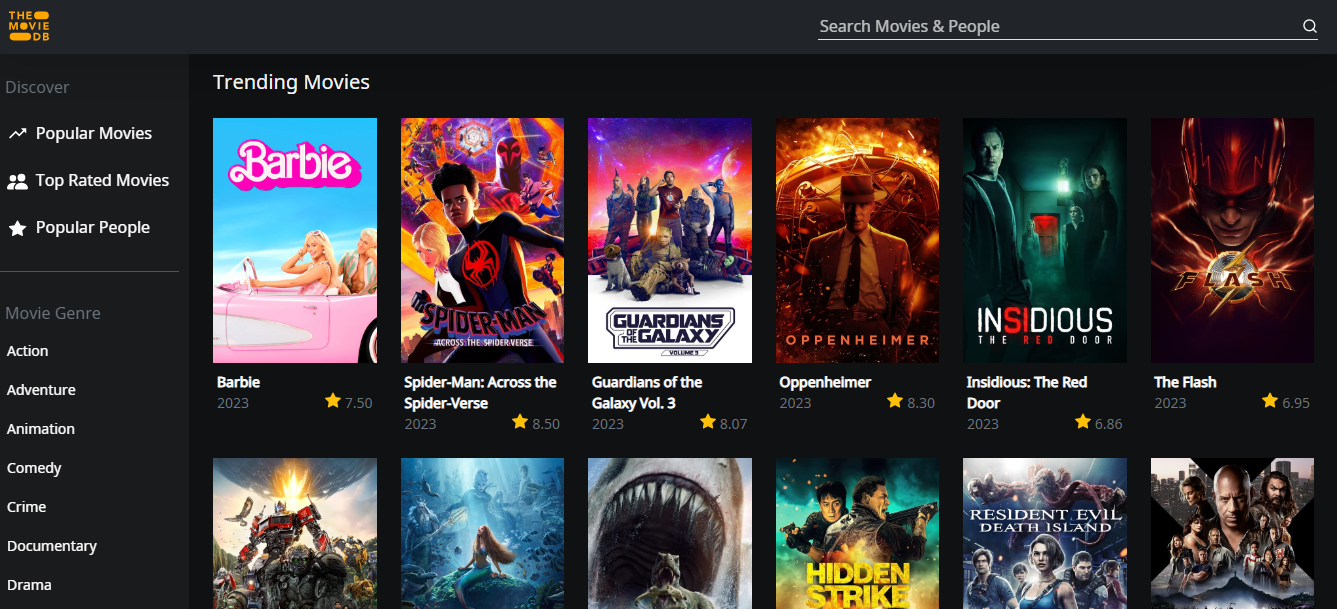 THE
MOVIE
DB
Search Movies & People
Discover
Popular Movies
Top Rated Movies
Popular People
Movie Genre
Action
Adventure
Animation
Comedy
Crime
Documentary
Drama
Trending Movies
Barbie
SPIDER-MAN
ACROSS THE SPIDER-VERSE
GUARDIANS
OF THE GALAXY
VOLUME 3
OPPENHEIMER
INSIDIOUS
THE RED DOOR
FLASH
Barbie
2023 7.50
Spider-Man: Across the
Spider-Verse
2023 8.50
Guardians of the
Galaxy Vol. 3
2023 8.07
Oppenheimer
2023 8.30
Insidious: The Red
Door
2023 6.86
The Flash
2023 6.95
HIDDEN
STRIKE
RESIDENT EVIL
DEATH ISLAND